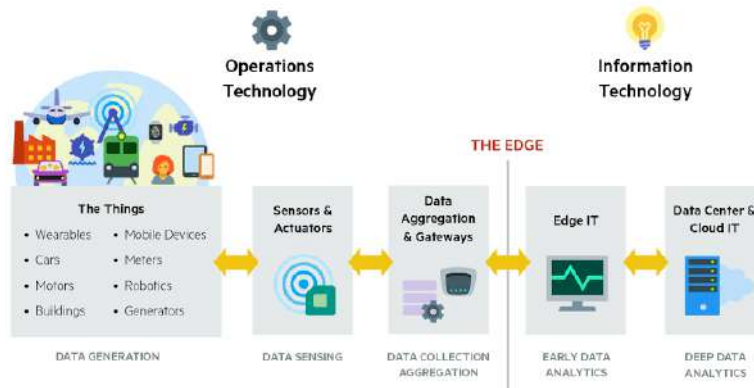 Operations
Technology
Information
Technology
THE EDGE
The Things
• Wearables
• Cars
• Motors
• Buildings
• Mobile Devices
• Meters
• Robotics
• Generators
Sensors &
Actuators
Data
Aggregation
& Gateways
Edge IT
Data Center &
Cloud IT
DATA GENERATION
DATA SENSING
DATA COLLECTION
AGGREGATION
EARLY DATA
ANALYTICS
DEEP DATA
ANALYTICS